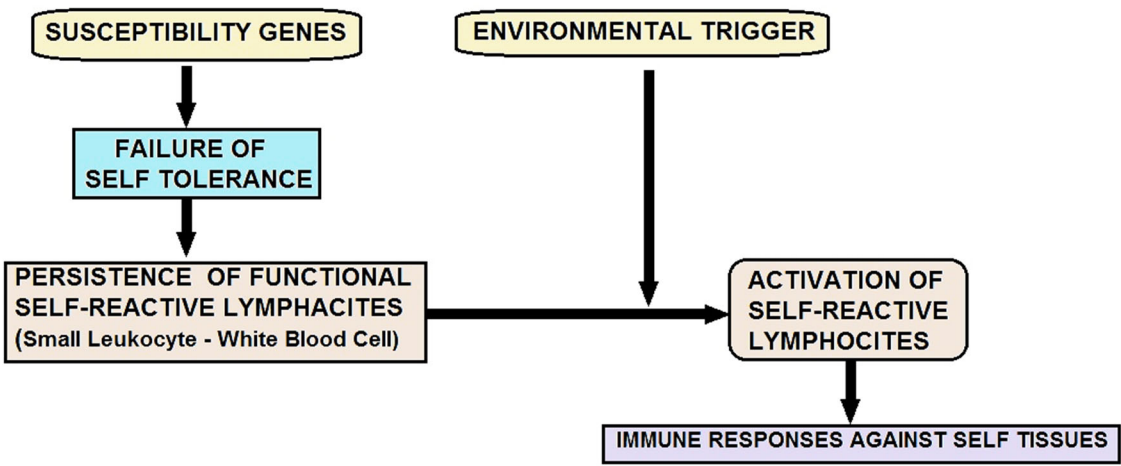 SUSCEPTIBILITY GENES
ENVIRONMENTAL TRIGGER
FAILURE OF
SELF TOLERANCE
PERSISTENCE OF FUNCTIONAL
SELF-REACTIVE LYMPHACITES
(Small Leukocyte - White Blood Cell)
ACTIVATION OF
SELF-REACTIVE
LYMPHOCITES
IMMUNE RESPONSES AGAINST SELF TISSUES